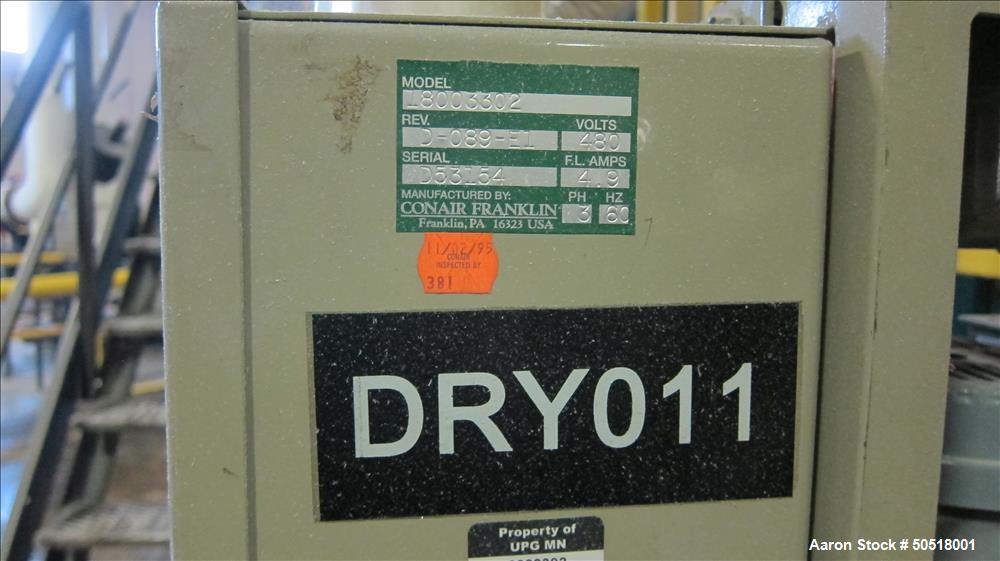 MODEL
18003302
REV. VOLTS
D-089-E1 480
SERIAL F.L. AMPS
D53154 4.9
MANUFACTURED BY: PH HZ
CONAIR FRANKLIN 3 60
Franklin, PA 16323 USA
11/02/95
CONAIR
INSPECTED BY
381
DRY011
Property of
UPG MN
Aaron Stock # 50518001